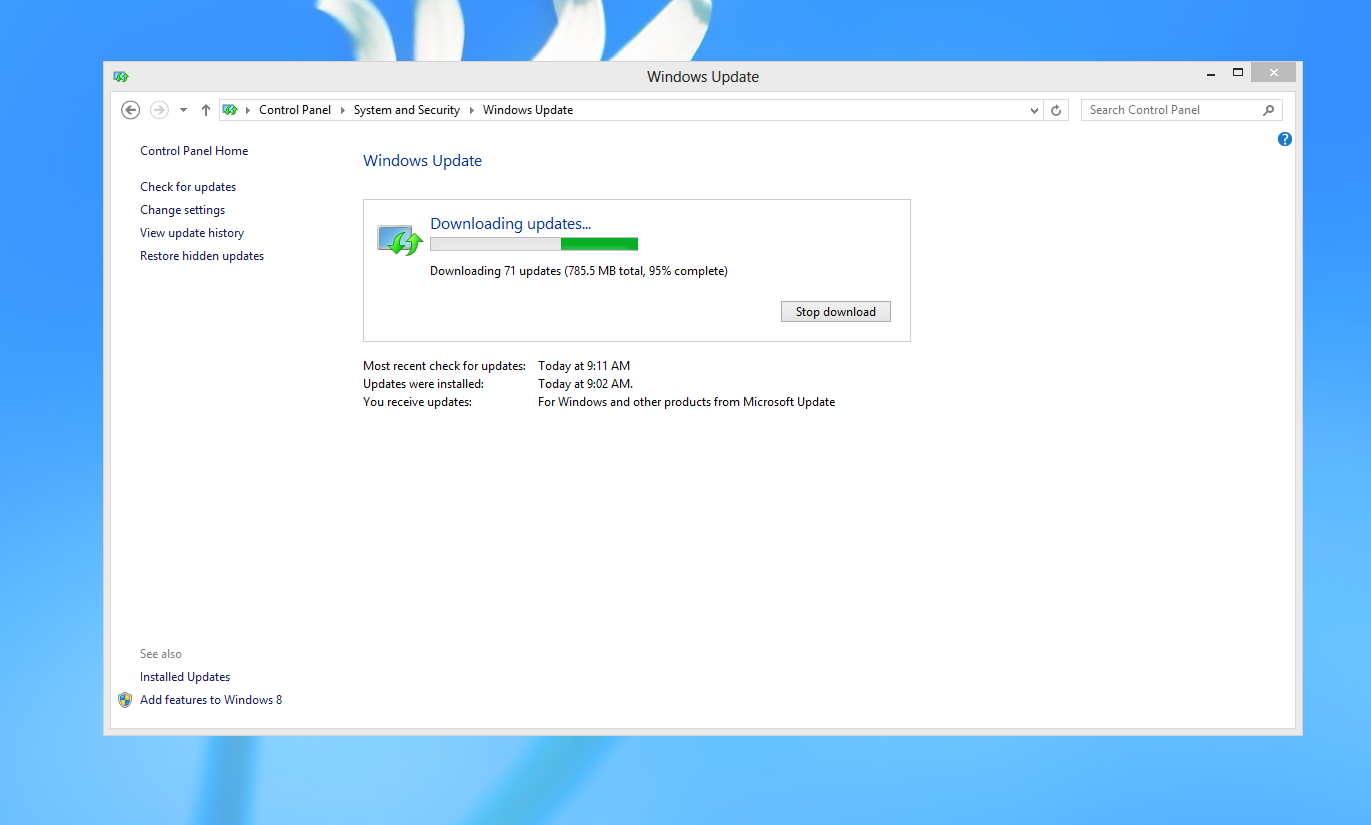 Windows Update
Control Panel System and Security Windows Update Search Control Panel
Control Panel Home
Check for updates
Change settings
View update history
Restore hidden updates
Windows Update
Downloading updates...
Downloading 71 updates (785.5 MB total, 95% complete)
Stop download
Most recent check for updates: Today at 9:11 AM
Updates were installed: Today at 9:02 AM.
You receive updates: For Windows and other products from Microsoft Update
See also
Installed Updates
Add features to Windows 8